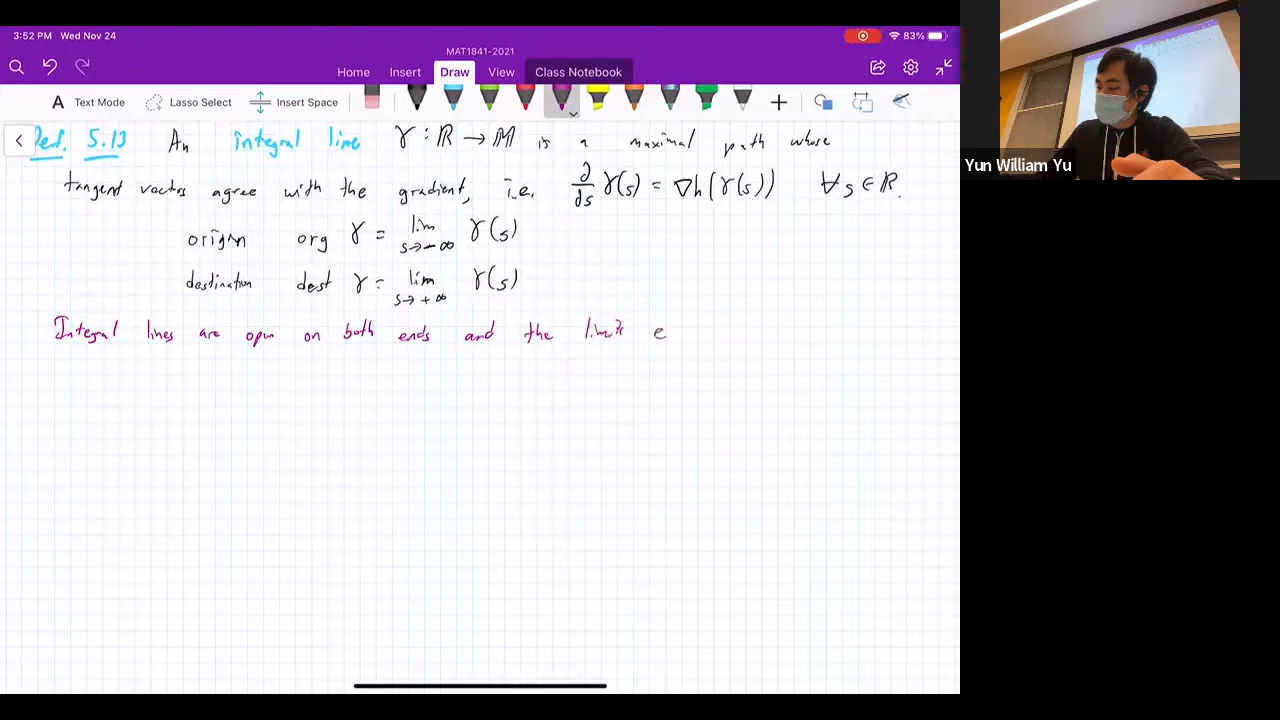 3:52 PM Wed Nov 24
83%
MAT1841-2021
Home Insert Draw View Class Notebook
A Text Mode Lasso Select Insert Space
Def. 5.13 An integral line γ : ℝ → 𝕄 is a maximal path whose
tangent vectors agree with the gradient, i.e. ∂/∂s γ(s) = ∇h(γ(s)) ∀s ∈ ℝ.
origin org γ = lim s→-∞ γ(s)
destination dest γ = lim s→+∞ γ(s)
Integral lines are open on both ends and the limits e
Yun William Yu